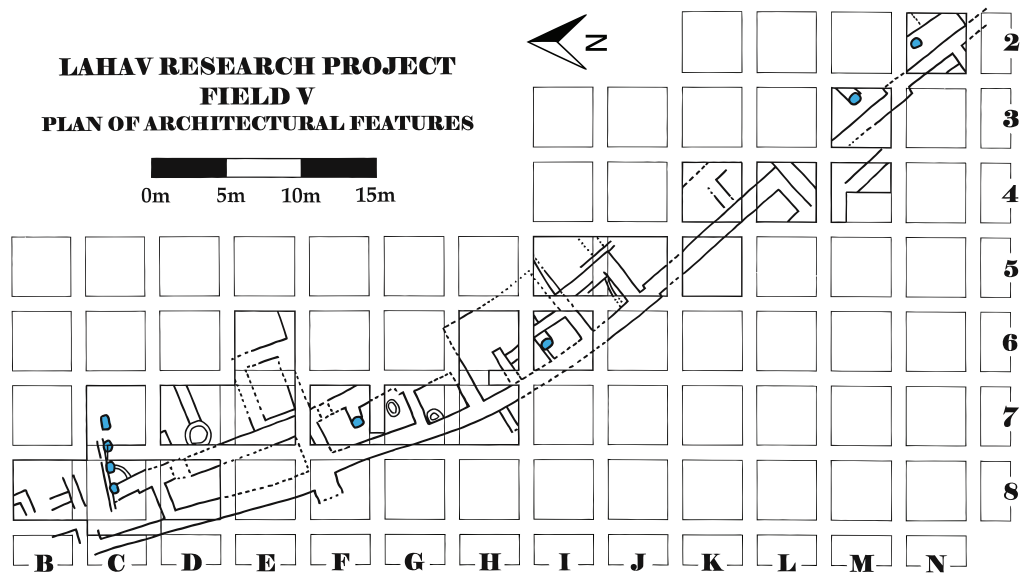 LAHAV RESEARCH PROJECT
FIELD V
PLAN OF ARCHITECTURAL FEATURES
0m 5m 10m 15m
N
2
3
4
5
6
7
8
B C D E F G H I J K L M N